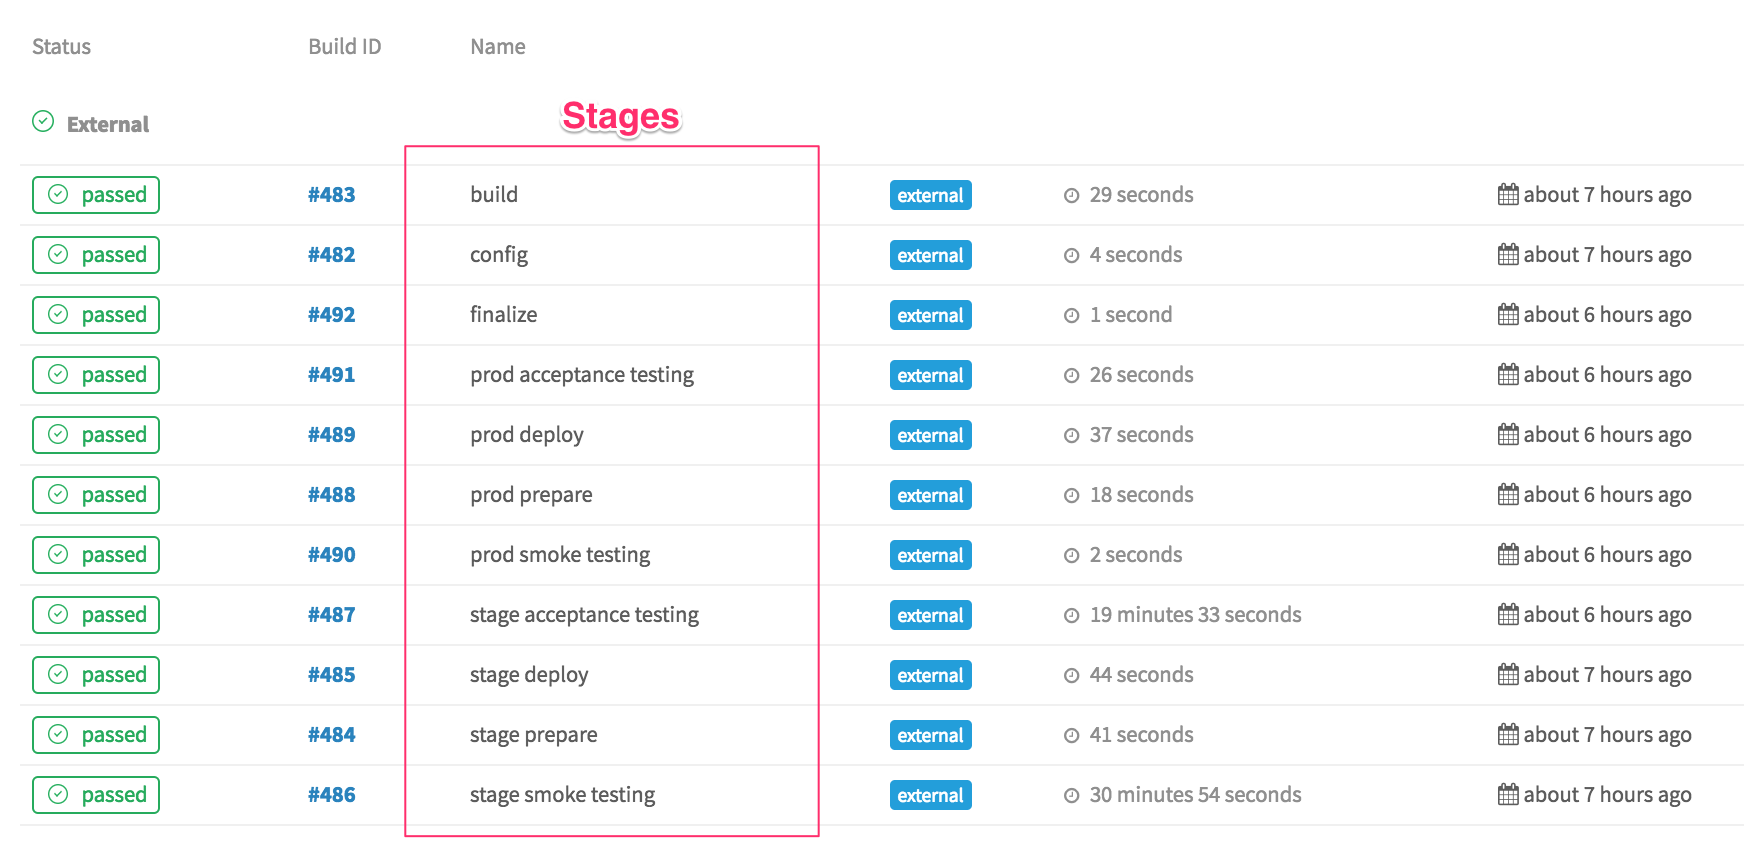 Status Build ID Name
External
Stages
passed #483 build external 29 seconds about 7 hours ago
passed #482 config external 4 seconds about 7 hours ago
passed #492 finalize external 1 second about 6 hours ago
passed #491 prod acceptance testing external 26 seconds about 6 hours ago
passed #489 prod deploy external 37 seconds about 6 hours ago
passed #488 prod prepare external 18 seconds about 6 hours ago
passed #490 prod smoke testing external 2 seconds about 6 hours ago
passed #487 stage acceptance testing external 19 minutes 33 seconds about 6 hours ago
passed #485 stage deploy external 44 seconds about 7 hours ago
passed #484 stage prepare external 41 seconds about 7 hours ago
passed #486 stage smoke testing external 30 minutes 54 seconds about 7 hours ago